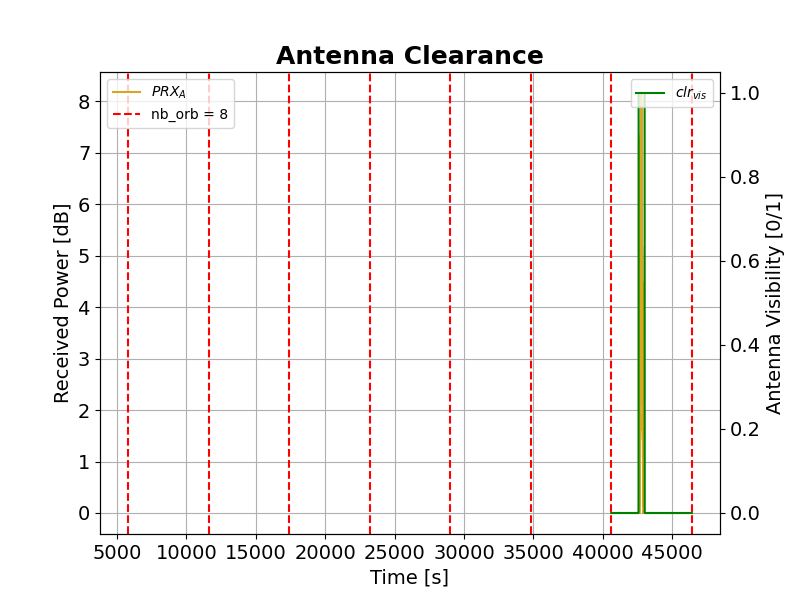 Antenna Clearance
PRX_A
nb_orb = 8
clr_vis
Received Power [dB]
8
7
6
5
4
3
2
1
0
1.0
0.8
0.6
0.4
0.2
0.0
Antenna Visibility [0/1]
5000 10000 15000 20000 25000 30000 35000 40000 45000
Time [s]